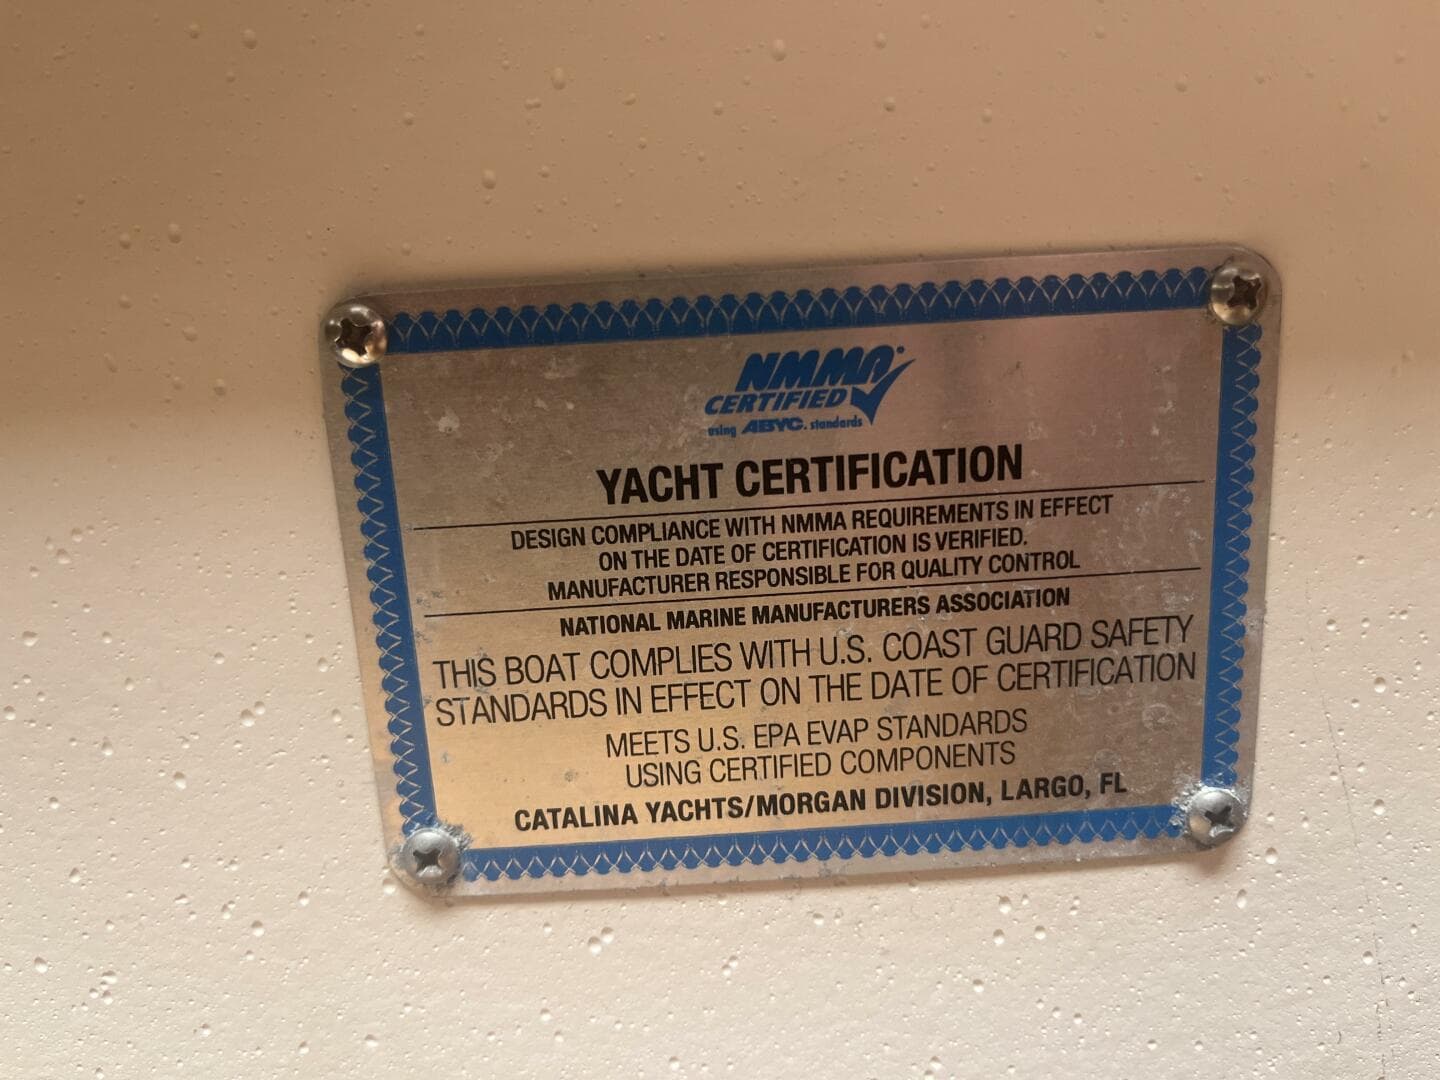 NMMA
CERTIFIED
using ABYC. standards
YACHT CERTIFICATION
DESIGN COMPLIANCE WITH NMMA REQUIREMENTS IN EFFECT
ON THE DATE OF CERTIFICATION IS VERIFIED.
MANUFACTURER RESPONSIBLE FOR QUALITY CONTROL
NATIONAL MARINE MANUFACTURERS ASSOCIATION
THIS BOAT COMPLIES WITH U.S. COAST GUARD SAFETY
STANDARDS IN EFFECT ON THE DATE OF CERTIFICATION
MEETS U.S. EPA EVAP STANDARDS
USING CERTIFIED COMPONENTS
CATALINA YACHTS/MORGAN DIVISION, LARGO, FL